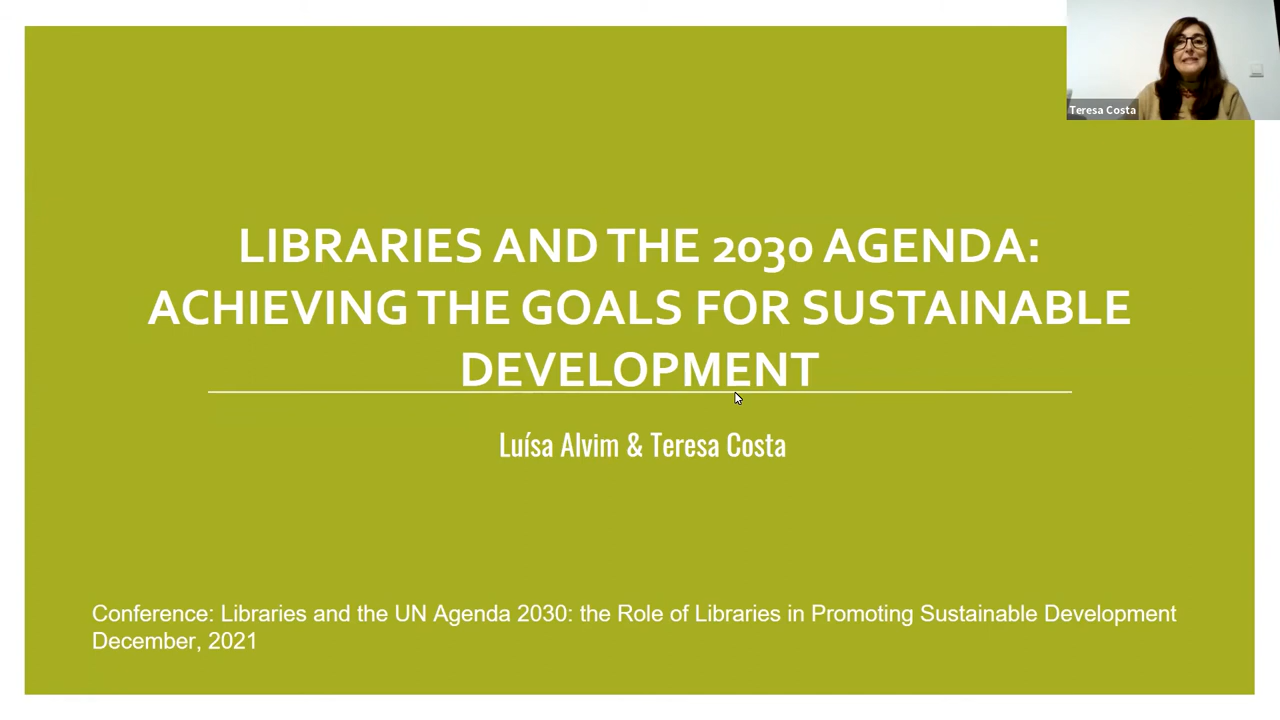 Teresa Costa
LIBRARIES AND THE 2030 AGENDA:
ACHIEVING THE GOALS FOR SUSTAINABLE
DEVELOPMENT
Luísa Alvim & Teresa Costa
Conference: Libraries and the UN Agenda 2030: the Role of Libraries in Promoting Sustainable Development
December, 2021